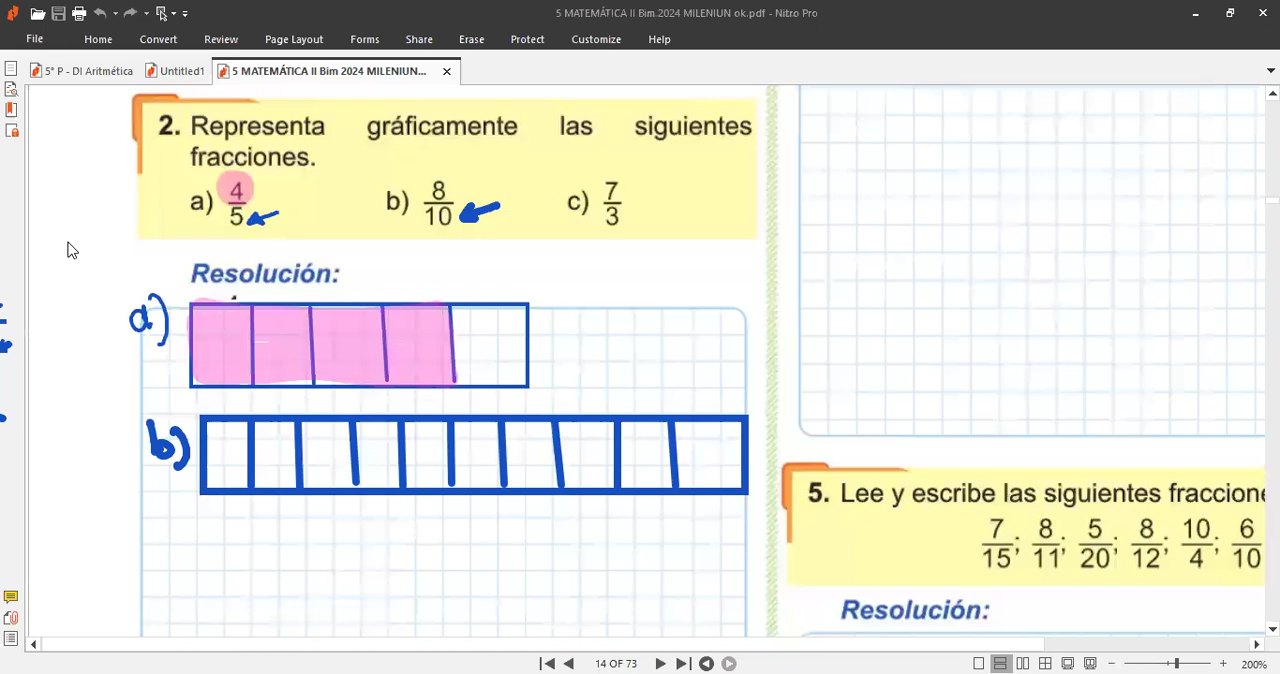 5 MATEMÁTICA II Bim.2024 MILENIUN ok.pdf - Nitro Pro
File Home Convert Review Page Layout Forms Share Erase Protect Customize Help
5° P - DI Aritmética Untitled1 5 MATEMÁTICA II Bim 2024 MILENIUN...
2. Representa gráficamente las siguientes
fracciones.
a) 4/5 b) 8/10 c) 7/3
Resolución:
a)
b)
5. Lee y escribe las siguientes fraccione
7/15; 8/11; 5/20; 8/12; 10/4; 6/10
Resolución:
14 OF 73
200%